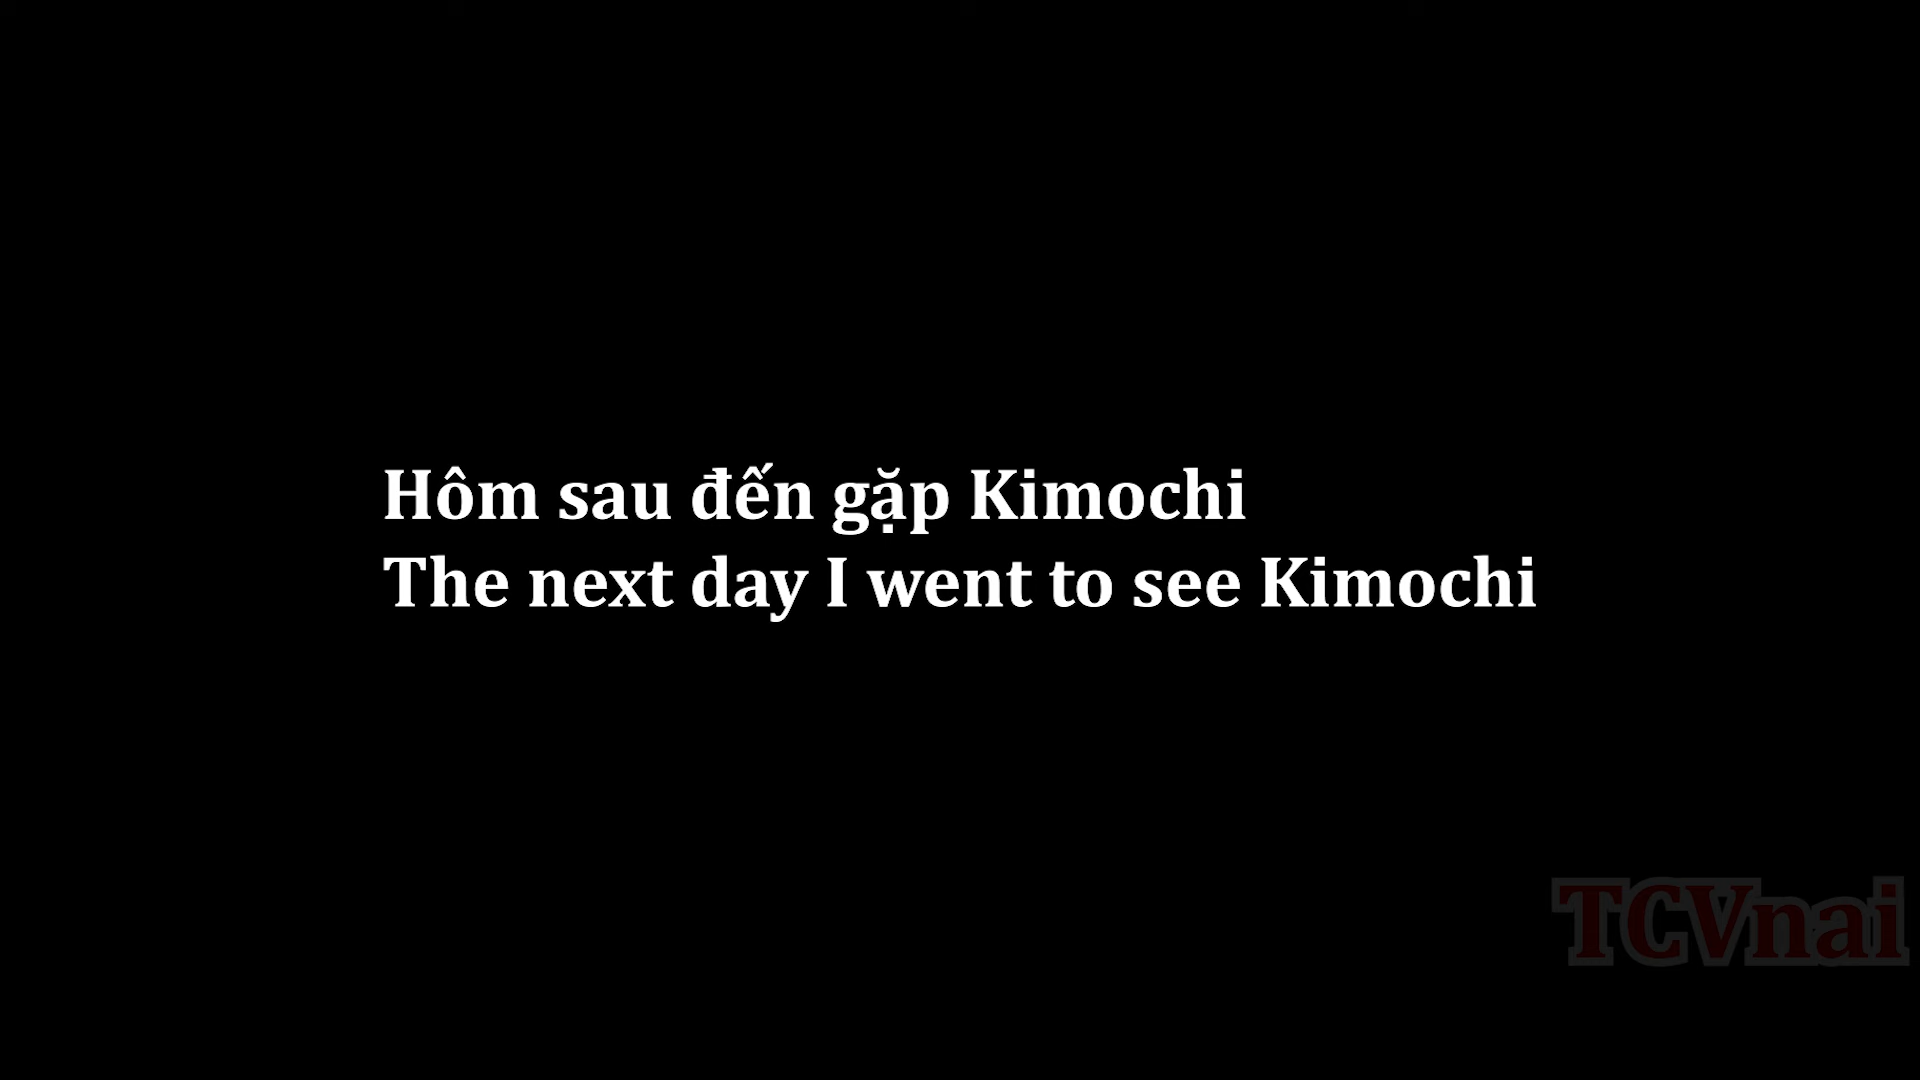 Hôm sau đến gặp Kimochi
The next day I went to see Kimochi
TCVnai